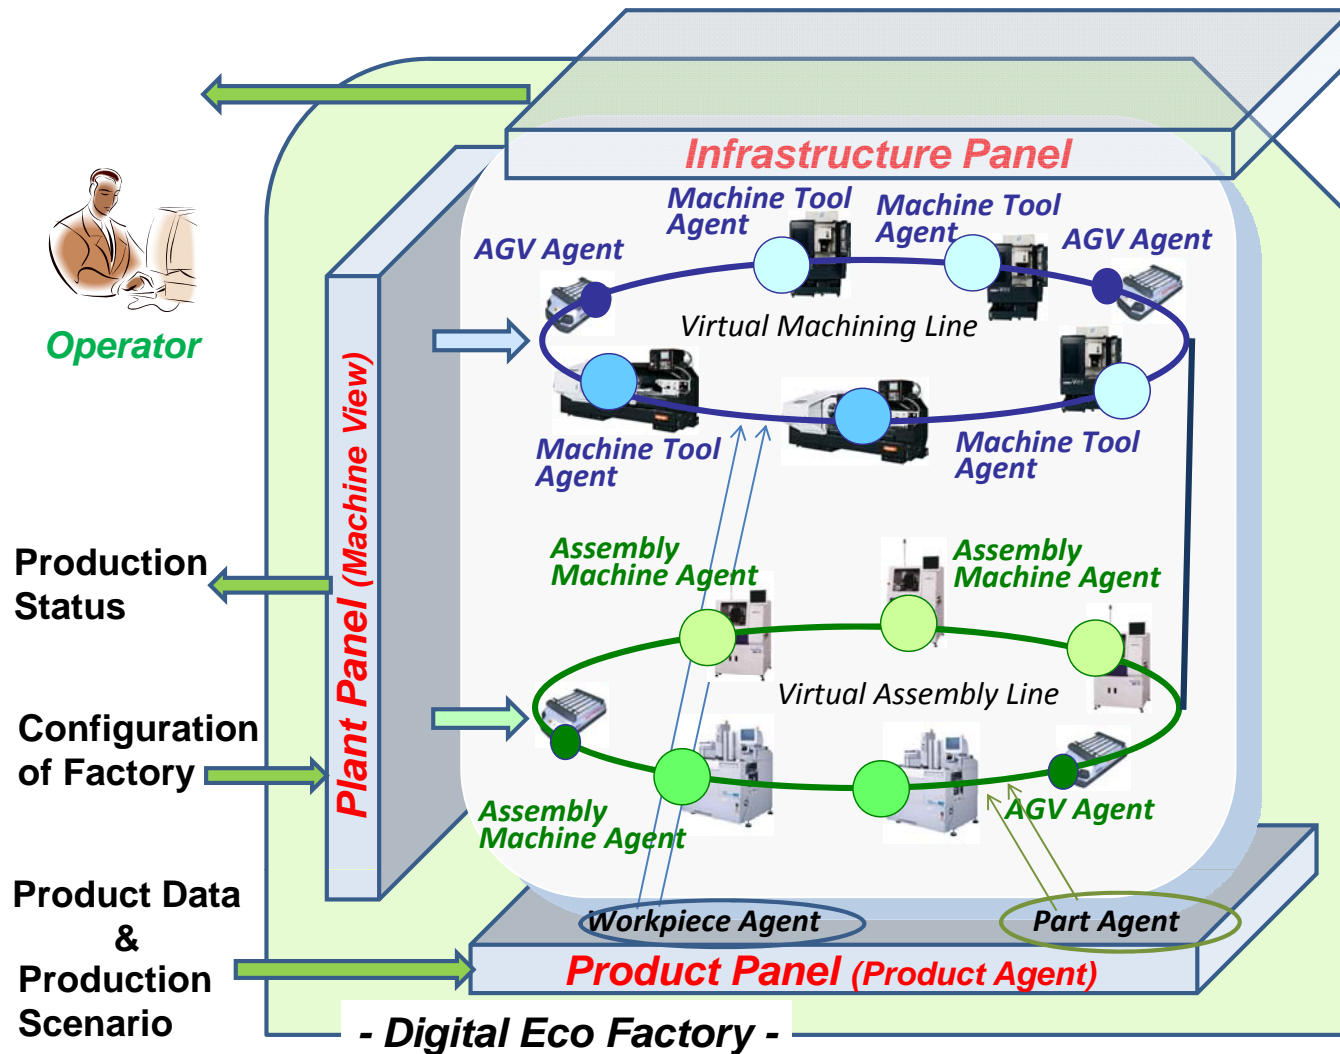 Infrastructure Panel
Machine Tool
Agent
Machine Tool
Agent
AGV Agent
AGV Agent
Virtual Machining Line
Operator
Plant Panel (Machine View)
Machine Tool
Agent
Machine Tool
Agent
Assembly
Machine Agent
Assembly
Machine Agent
Production
Status
Virtual Assembly Line
Configuration
of Factory
Assembly
Machine Agent
AGV Agent
Product Data
&
Production
Scenario
Workpiece Agent
Part Agent
Product Panel (Product Agent)
- Digital Eco Factory -